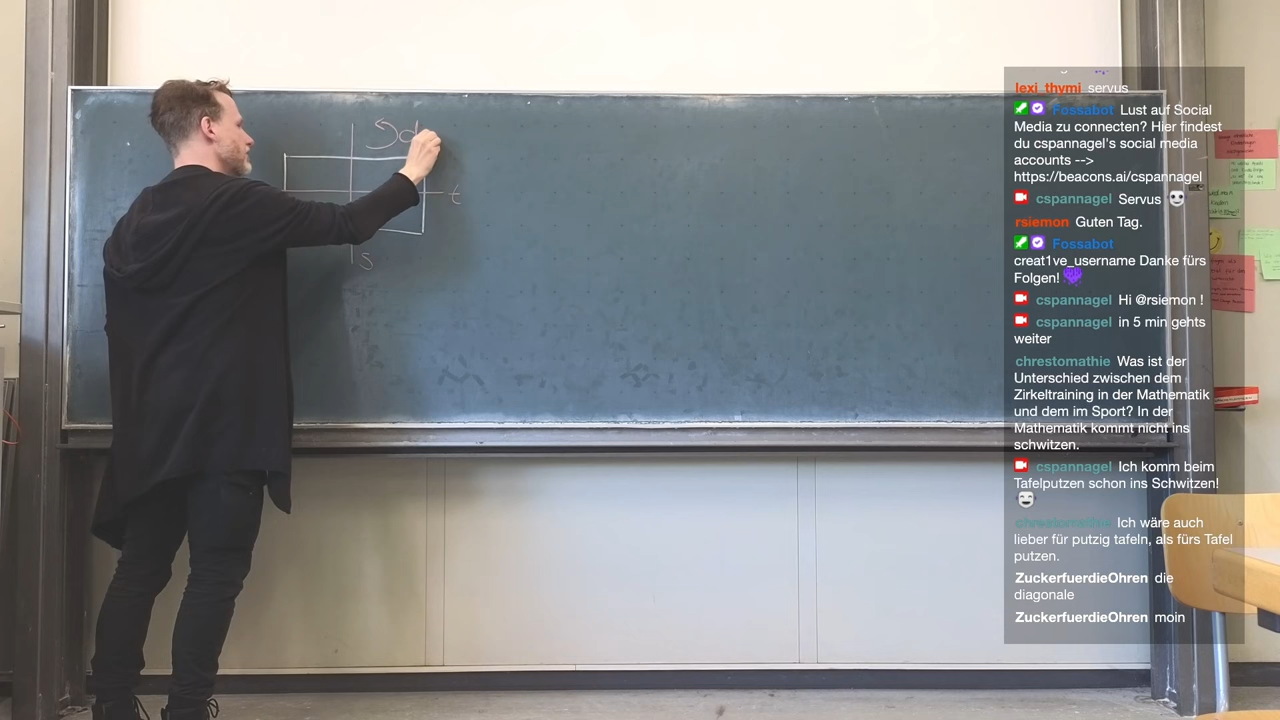 d
t
s
lexi_thymi servus
Fossabot Lust auf Social
Media zu connecten? Hier findest
du cspannagel's social media
accounts -->
https://beacons.ai/cspannagel
cspannagel Servus
rsiemon Guten Tag.
Fossabot
creat1ve_username Danke fürs
Folgen!
cspannagel Hi @rsiemon !
cspannagel in 5 min gehts
weiter
chrestomathie Was ist der
Unterschied zwischen dem
Zirkeltraining in der Mathematik
und dem im Sport? In der
Mathematik kommt nicht ins
schwitzen.
cspannagel Ich komm beim
Tafelputzen schon ins Schwitzen!
chrestomathie Ich wäre auch
lieber für putzig tafeln, als fürs Tafel
putzen.
ZuckerfuerdieOhren die
diagonale
ZuckerfuerdieOhren moin